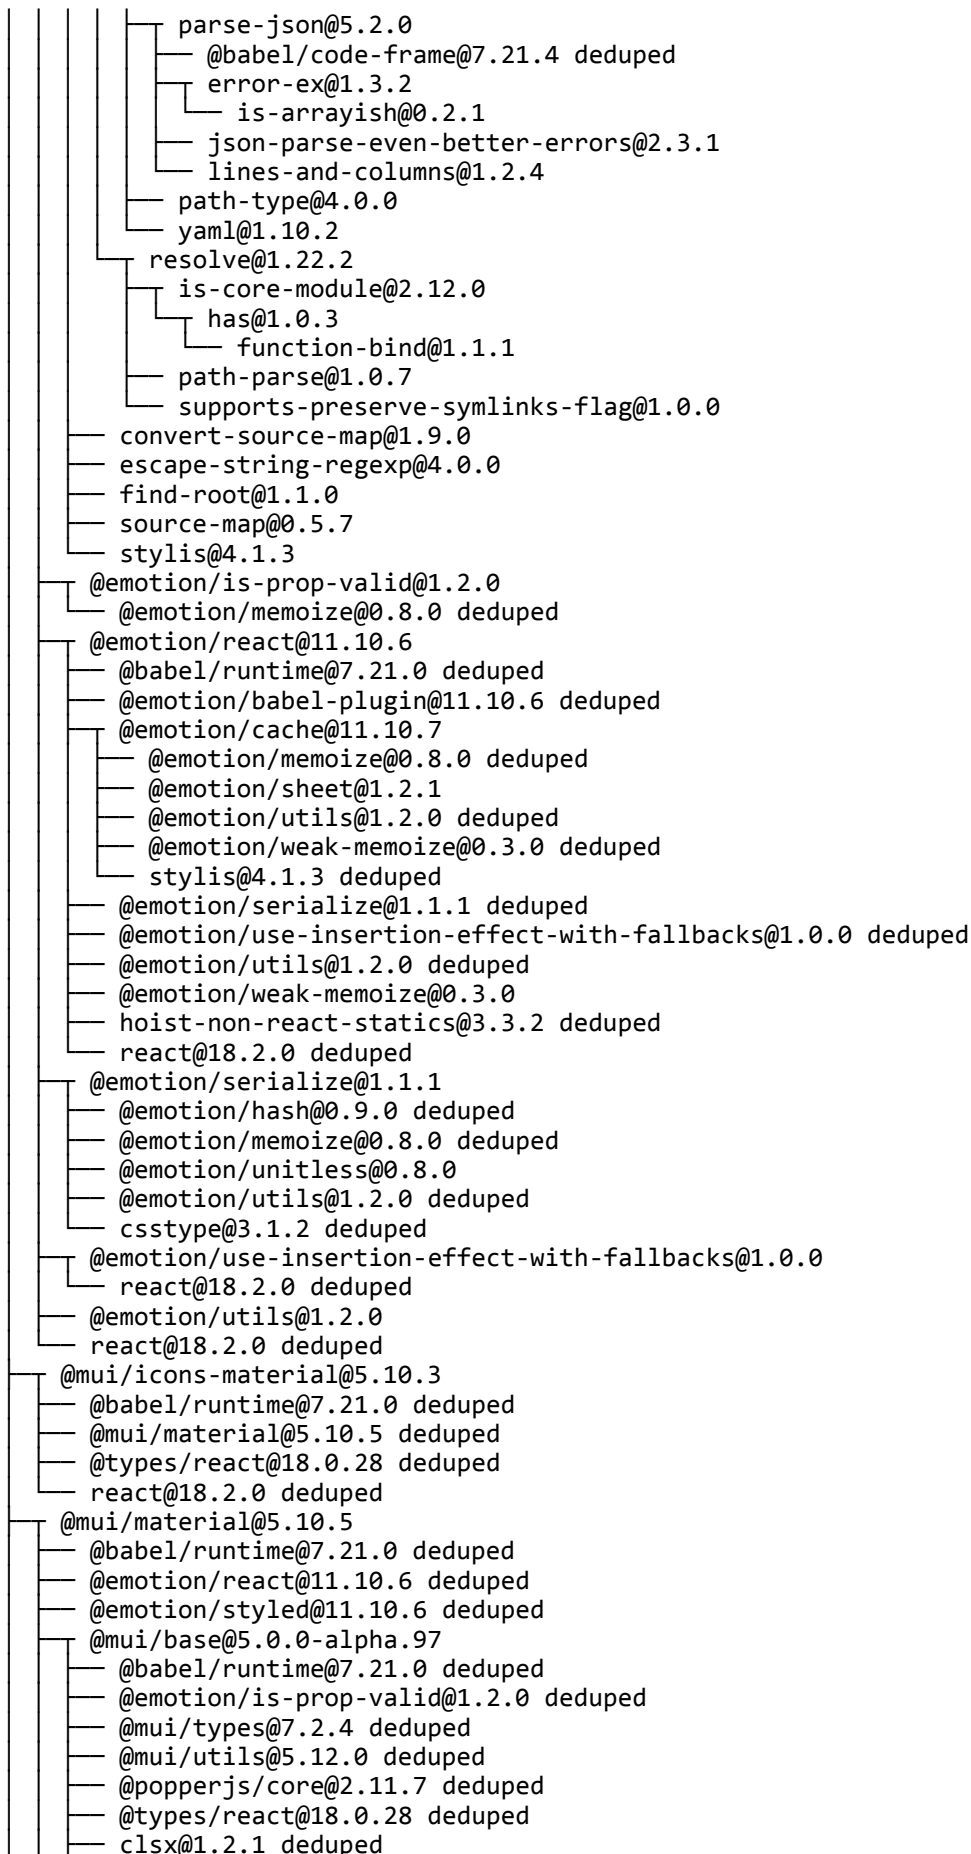 │ │ │ │ ├─┬ parse-json@5.2.0
│ │ │ │ │ ├── @babel/code-frame@7.21.4 deduped
│ │ │ │ │ ├─┬ error-ex@1.3.2
│ │ │ │ │ │ └── is-arrayish@0.2.1
│ │ │ │ │ ├── json-parse-even-better-errors@2.3.1
│ │ │ │ │ └── lines-and-columns@1.2.4
│ │ │ │ ├── path-type@4.0.0
│ │ │ │ └── yaml@1.10.2
│ │ │ └─┬ resolve@1.22.2
│ │ │   ├─┬ is-core-module@2.12.0
│ │ │   │ └─┬ has@1.0.3
│ │ │   │   └── function-bind@1.1.1
│ │ │   ├── path-parse@1.0.7
│ │ │   └── supports-preserve-symlinks-flag@1.0.0
│ │ ├── convert-source-map@1.9.0
│ │ ├── escape-string-regexp@4.0.0
│ │ ├── find-root@1.1.0
│ │ ├── source-map@0.5.7
│ │ └── stylis@4.1.3
│ ├─┬ @emotion/is-prop-valid@1.2.0
│ │ └── @emotion/memoize@0.8.0 deduped
│ ├─┬ @emotion/react@11.10.6
│ │ ├── @babel/runtime@7.21.0 deduped
│ │ ├── @emotion/babel-plugin@11.10.6 deduped
│ │ ├─┬ @emotion/cache@11.10.7
│ │ │ ├── @emotion/memoize@0.8.0 deduped
│ │ │ ├── @emotion/sheet@1.2.1
│ │ │ ├── @emotion/utils@1.2.0 deduped
│ │ │ ├── @emotion/weak-memoize@0.3.0 deduped
│ │ │ └── stylis@4.1.3 deduped
│ │ ├── @emotion/serialize@1.1.1 deduped
│ │ ├── @emotion/use-insertion-effect-with-fallbacks@1.0.0 deduped
│ │ ├── @emotion/utils@1.2.0 deduped
│ │ ├── @emotion/weak-memoize@0.3.0
│ │ ├── hoist-non-react-statics@3.3.2 deduped
│ │ └── react@18.2.0 deduped
│ ├─┬ @emotion/serialize@1.1.1
│ │ ├── @emotion/hash@0.9.0 deduped
│ │ ├── @emotion/memoize@0.8.0 deduped
│ │ ├── @emotion/unitless@0.8.0
│ │ ├── @emotion/utils@1.2.0 deduped
│ │ └── csstype@3.1.2 deduped
│ ├─┬ @emotion/use-insertion-effect-with-fallbacks@1.0.0
│ │ └── react@18.2.0 deduped
│ ├── @emotion/utils@1.2.0
│ └── react@18.2.0 deduped
├─┬ @mui/icons-material@5.10.3
│ ├── @babel/runtime@7.21.0 deduped
│ ├── @mui/material@5.10.5 deduped
│ ├── @types/react@18.0.28 deduped
│ └── react@18.2.0 deduped
├─┬ @mui/material@5.10.5
│ ├── @babel/runtime@7.21.0 deduped
│ ├── @emotion/react@11.10.6 deduped
│ ├── @emotion/styled@11.10.6 deduped
│ ├─┬ @mui/base@5.0.0-alpha.97
│ │ ├── @babel/runtime@7.21.0 deduped
│ │ ├── @emotion/is-prop-valid@1.2.0 deduped
│ │ ├── @mui/types@7.2.4 deduped
│ │ ├── @mui/utils@5.12.0 deduped
│ │ ├── @popperjs/core@2.11.7 deduped
│ │ ├── @types/react@18.0.28 deduped
│ │ ├── clsx@1.2.1 deduped